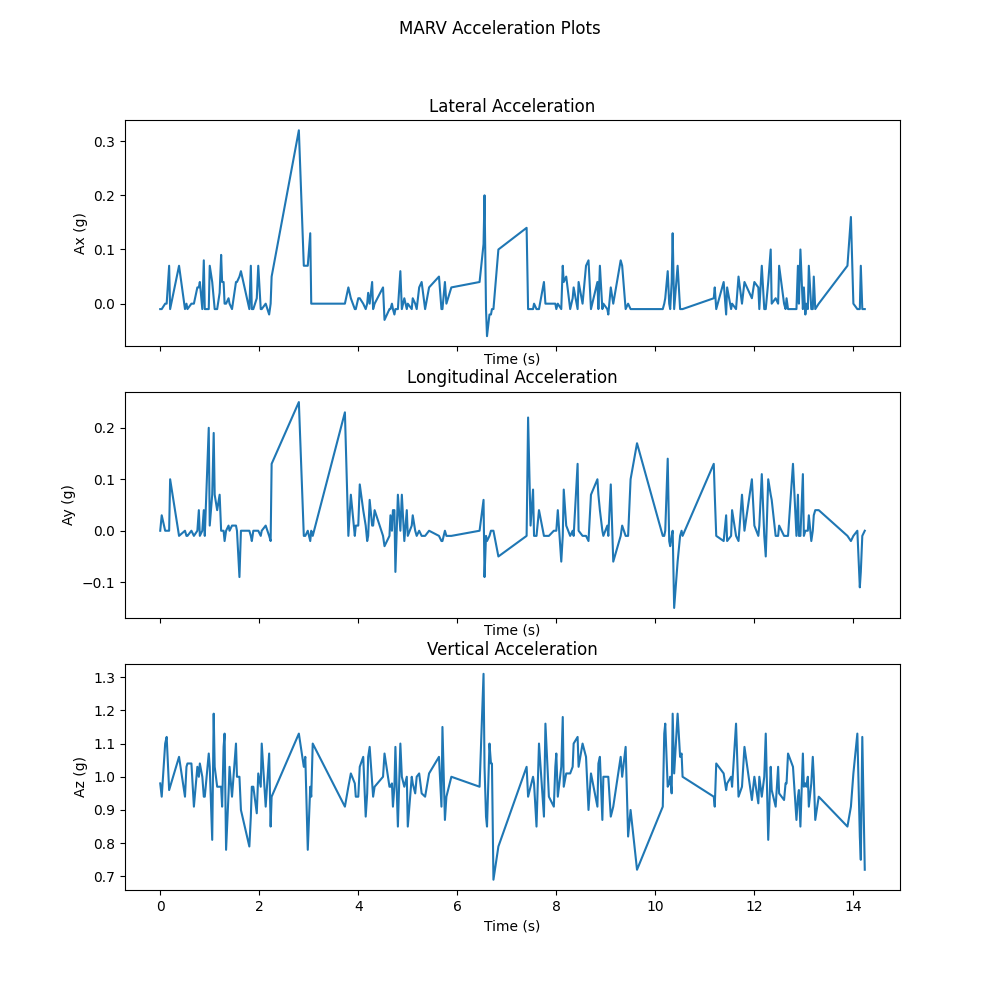 MARV Acceleration Plots
Lateral Acceleration
0.3
0.2
0.1
0.0
Ax (g)
Time (s)
Longitudinal Acceleration
0.2
0.1
0.0
−0.1
Ay (g)
Time (s)
Vertical Acceleration
1.3
1.2
1.1
1.0
0.9
0.8
0.7
Az (g)
0 2 4 6 8 10 12 14
Time (s)